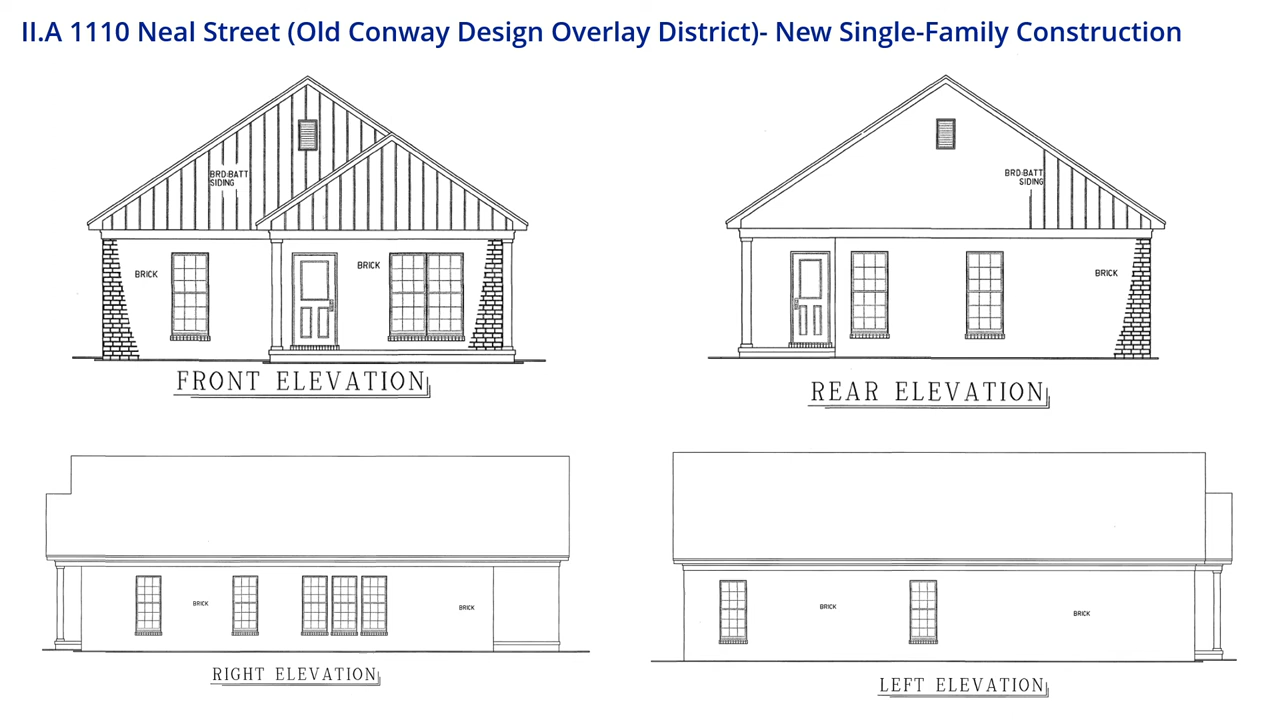 II.A 1110 Neal Street (Old Conway Design Overlay District)- New Single-Family Construction
BRD.BATT
SIDING
BRICK
BRICK
FRONT ELEVATION
BRD.BATT
SIDING
BRICK
REAR ELEVATION
BRICK
BRICK
RIGHT ELEVATION
BRICK
BRICK
LEFT ELEVATION